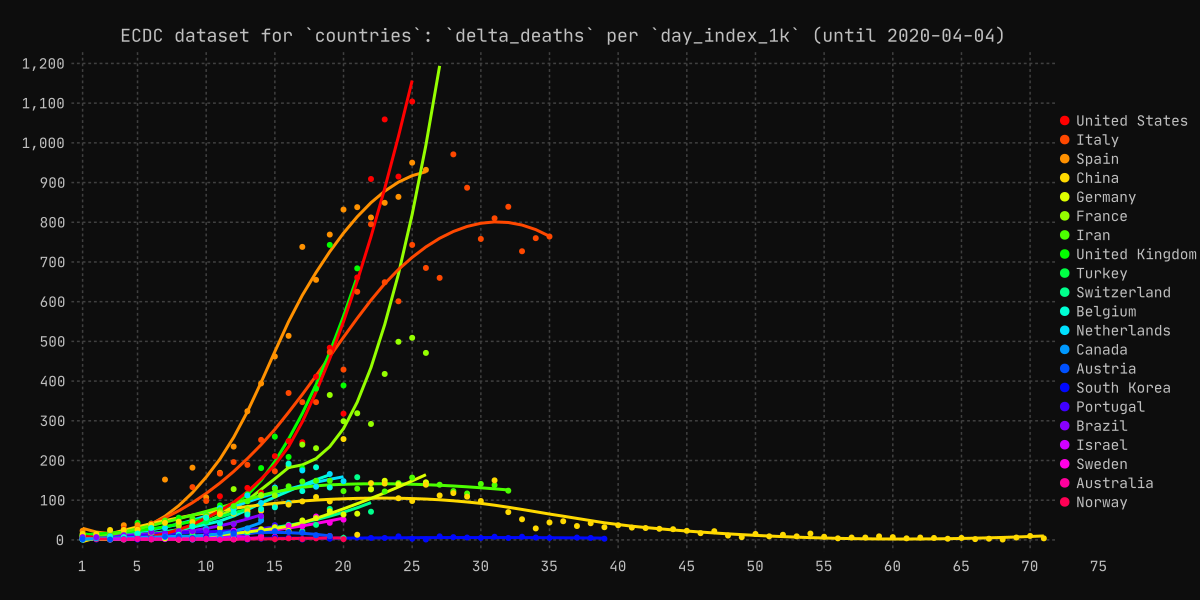 ECDC dataset for `countries`: `delta_deaths` per `day_index_1k` (until 2020-04-04)
1,200
1,100
1,000
900
800
700
600
500
400
300
200
100
0
1 5 10 15 20 25 30 35 40 45 50 55 60 65 70 75
United States
Italy
Spain
China
Germany
France
Iran
United Kingdom
Turkey
Switzerland
Belgium
Netherlands
Canada
Austria
South Korea
Portugal
Brazil
Israel
Sweden
Australia
Norway